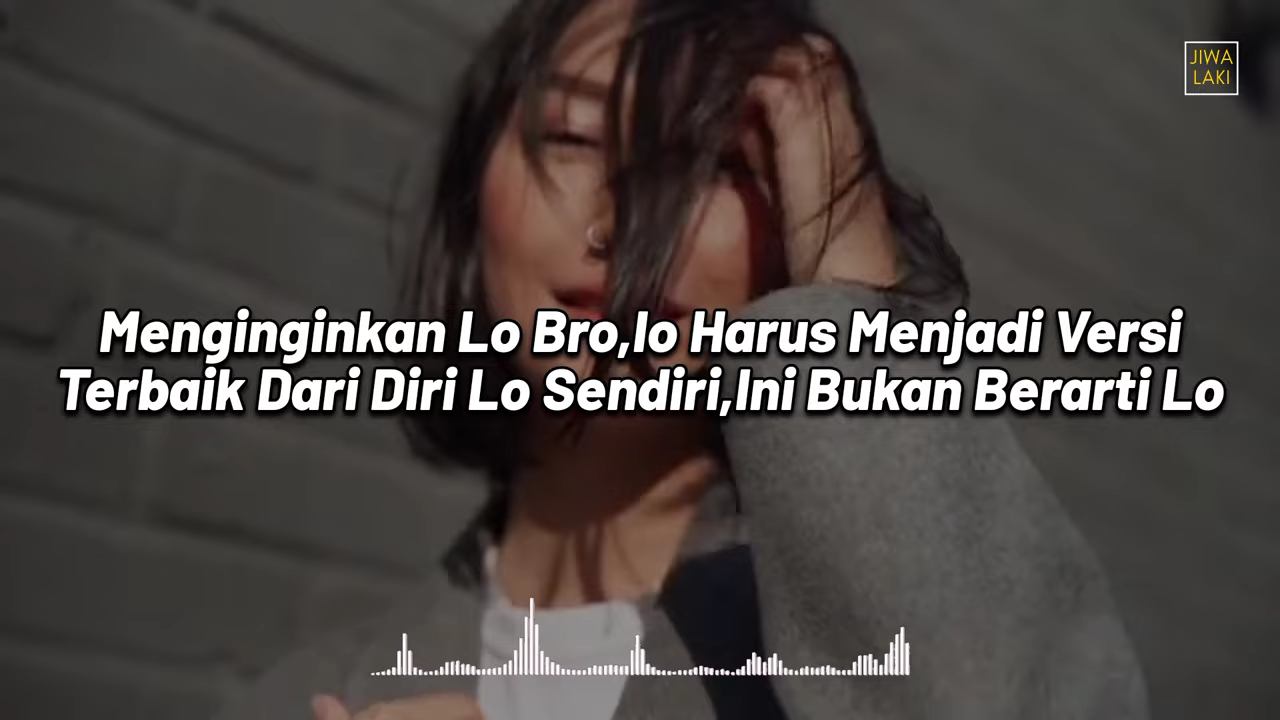 JIWA
LAKI
Menginginkan Lo Bro,lo Harus Menjadi Versi
Terbaik Dari Diri Lo Sendiri,Ini Bukan Berarti Lo